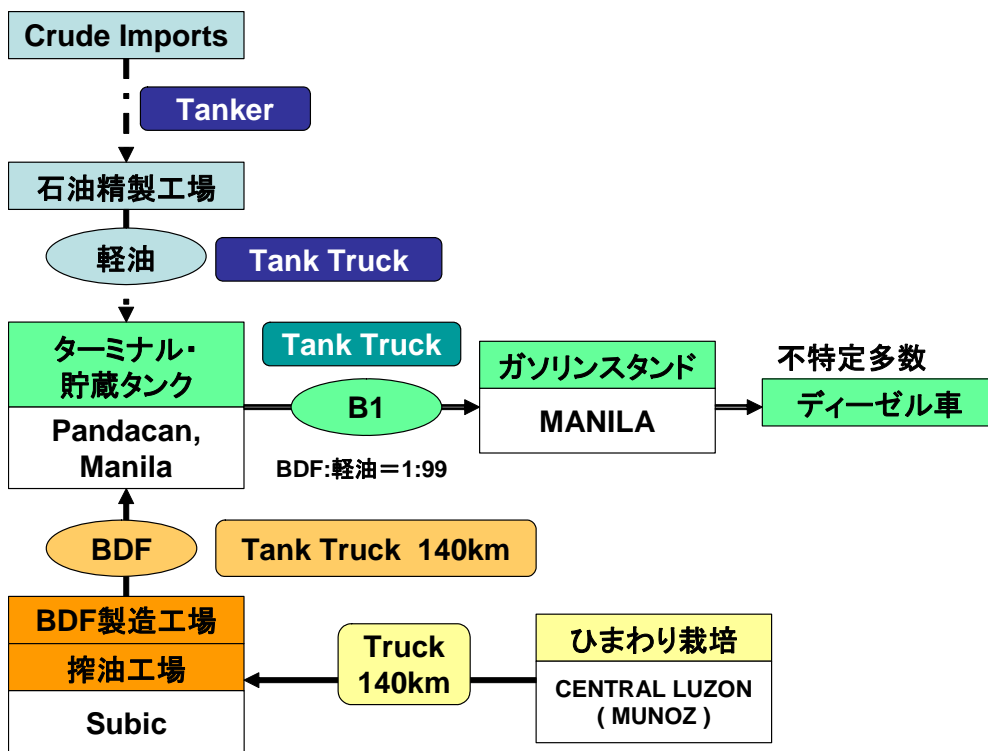 Crude Imports
Tanker
石油精製工場
軽油
Tank Truck
ターミナル・
貯蔵タンク
Pandacan,
Manila
Tank Truck
B1
BDF:軽油＝1:99
ガソリンスタンド
MANILA
不特定多数
ディーゼル車
BDF
Tank Truck 140km
BDF製造工場
搾油工場
Subic
Truck
140km
ひまわり栽培
CENTRAL LUZON
( MUNOZ )